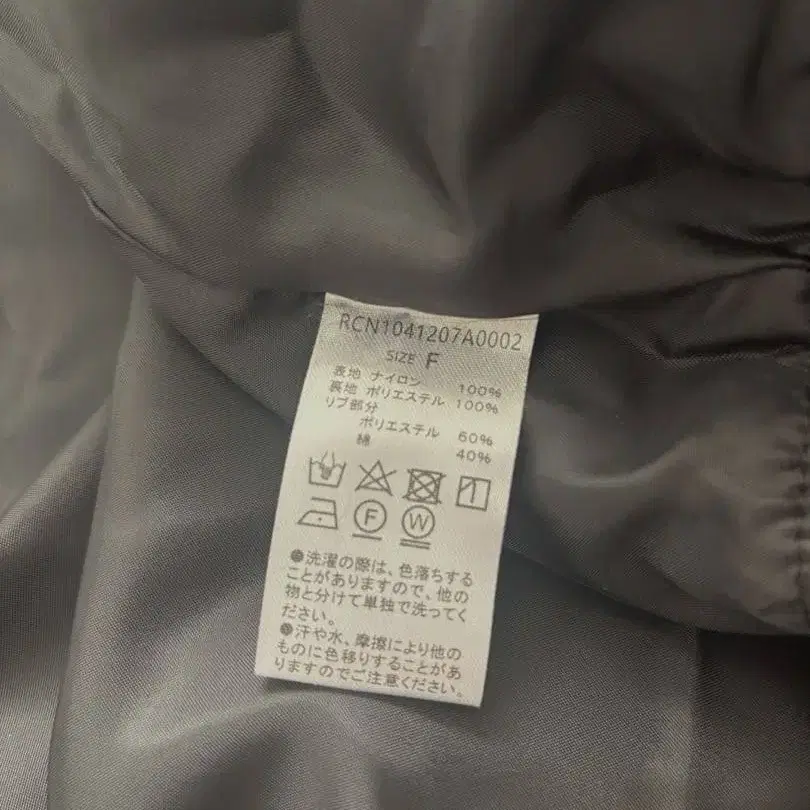 RCN1041207A0002
SIZE F
表地 ナイロン 100%
裏地 ポリエステル 100%
リブ部分
ポリエステル 60%
綿 40%
F W
●洗濯の際は、色落ちする
ことがありますので、他の
物と分けて単独で洗ってく
ださい。
●汗や水、摩擦により他の
ものに色移りすることがあ
りますのでご注意ください。